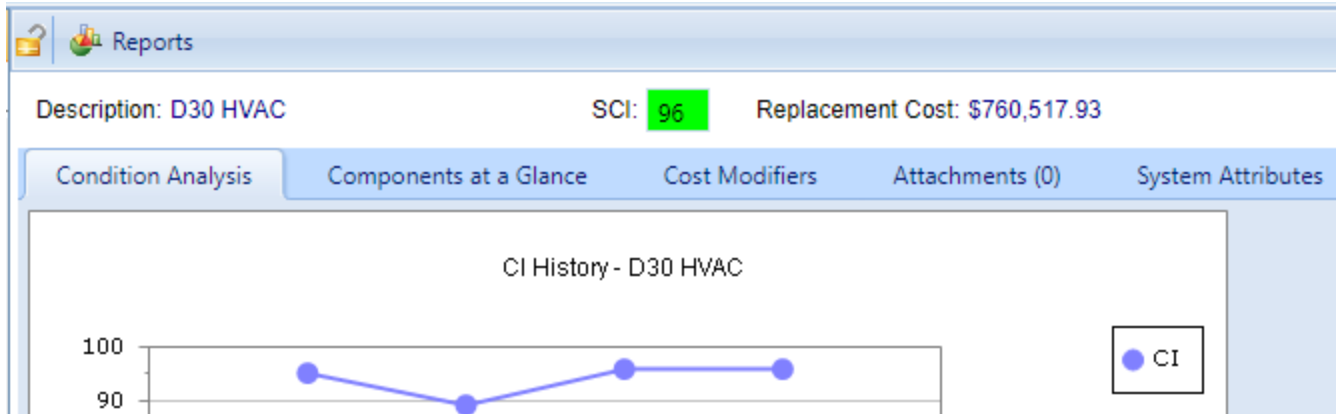 Reports
Description: D30 HVAC SCI: 96 Replacement Cost: $760,517.93
Condition Analysis Components at a Glance Cost Modifiers Attachments (0) System Attributes
CI History - D30 HVAC
100
CI
90